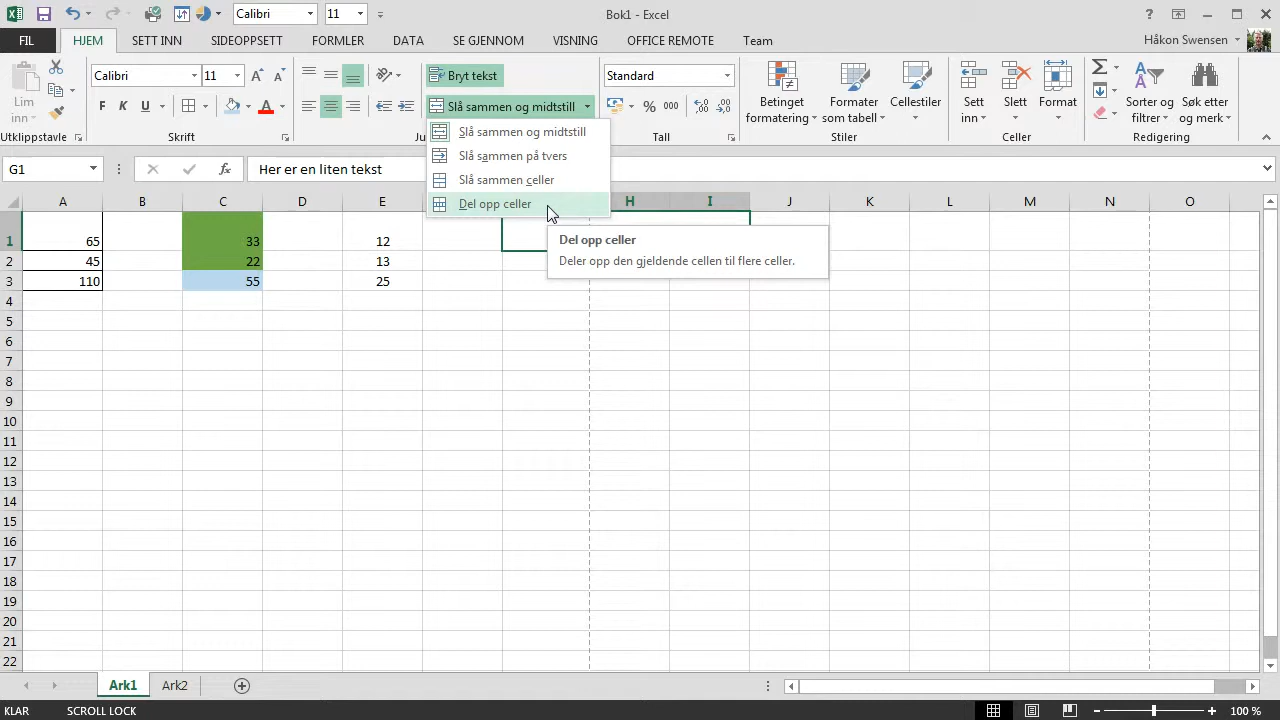 Calibri 11 Bok1 - Excel ?
FIL HJEM SETT INN SIDEOPPSETT FORMLER DATA SE GJENNOM VISNING OFFICE REMOTE Team Håkon Swensen
Lim inn
Utklippstavle
Calibri 11
F K U
Skrift
Bryt tekst
Slå sammen og midtstill
Ju
Slå sammen og midtstill
Slå sammen på tvers
Slå sammen celler
Del opp celler
Del opp celler
Deler opp den gjeldende cellen til flere celler.
Standard
% 000
Tall
Betinget formatering
Formater som tabell
Cellestiler
Stiler
Sett inn
Slett
Format
Celler
Sorter og filtrer
Søk etter og merk
Redigering
G1 fx Her er en liten tekst
A B C D E H I J K L M N O
1 65 33 12
2 45 22 13
3 110 55 25
4
5
6
7
8
9
10
11
12
13
14
15
16
17
18
19
20
21
22
Ark1 Ark2
KLAR SCROLL LOCK 100 %